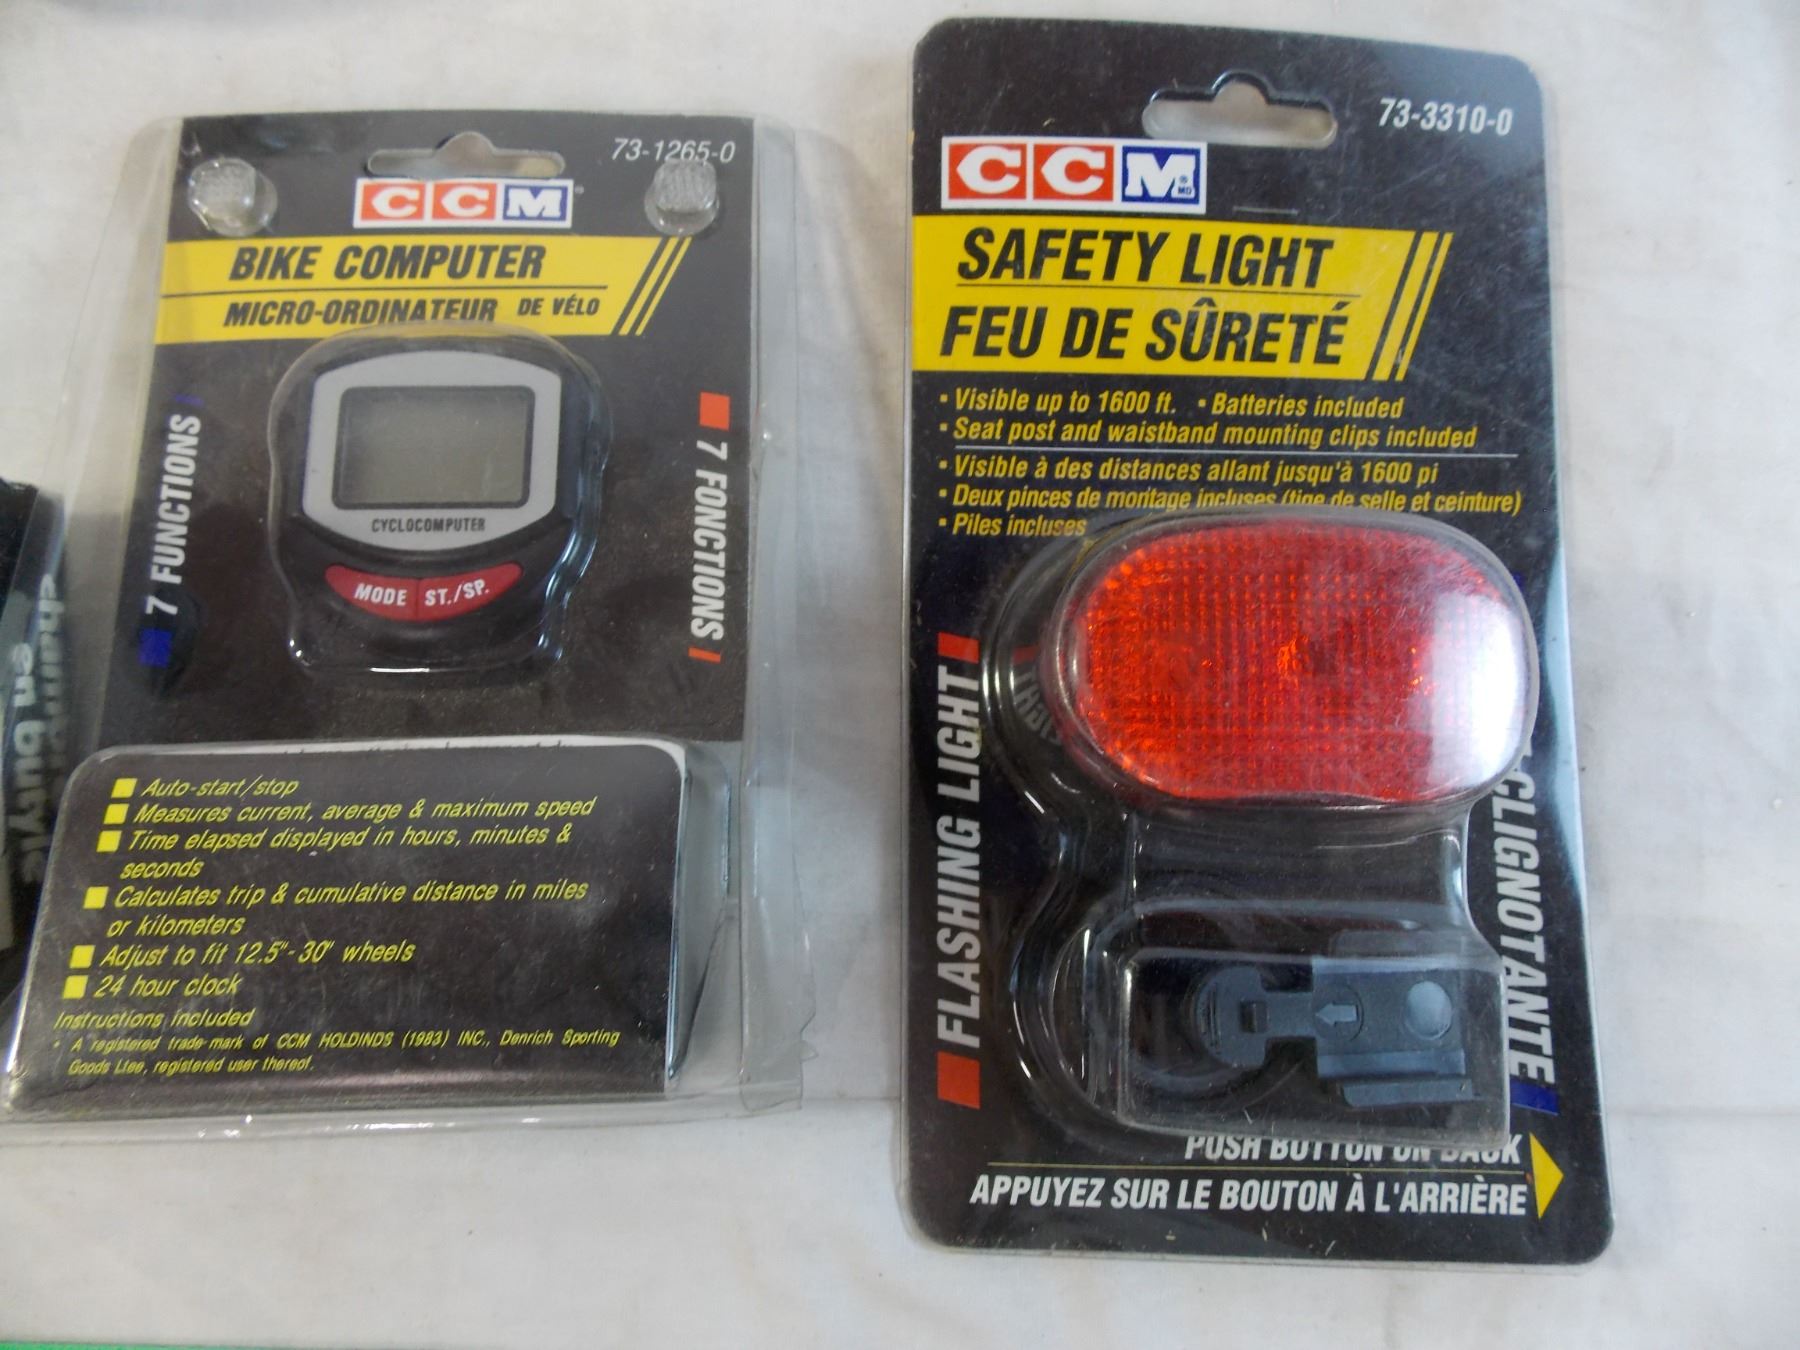 73-1265-0
CCM
BIKE COMPUTER
MICRO-ORDINATEUR DE VÉLO
7 FUNCTIONS
7 FONCTIONS
CYCLOCOMPUTER
MODE ST./SP.
Auto-start/stop
Measures current, average & maximum speed
Time elapsed displayed in hours, minutes &
seconds
Calculates trip & cumulative distance in miles
or kilometers
Adjust to fit 12.5"-30" wheels
24 hour clock
Instructions included
• A registered trade-mark of CCM HOLDINDS (1983) INC., Denrich Sporting
Goods Ltee, registered user thereof.
73-3310-0
CCM MD
SAFETY LIGHT
FEU DE SÛRETÉ
• Visible up to 1600 ft. • Batteries included
• Seat post and waistband mounting clips included
• Visible à des distances allant jusqu'à 1600 pi
• Deux pinces de montage incluses (tige de selle et ceinture)
• Piles incluses
FLASHING LIGHT
CLIGNOTANTE
PUSH BUTTON ON BACK
APPUYEZ SUR LE BOUTON À L'ARRIÈRE
en